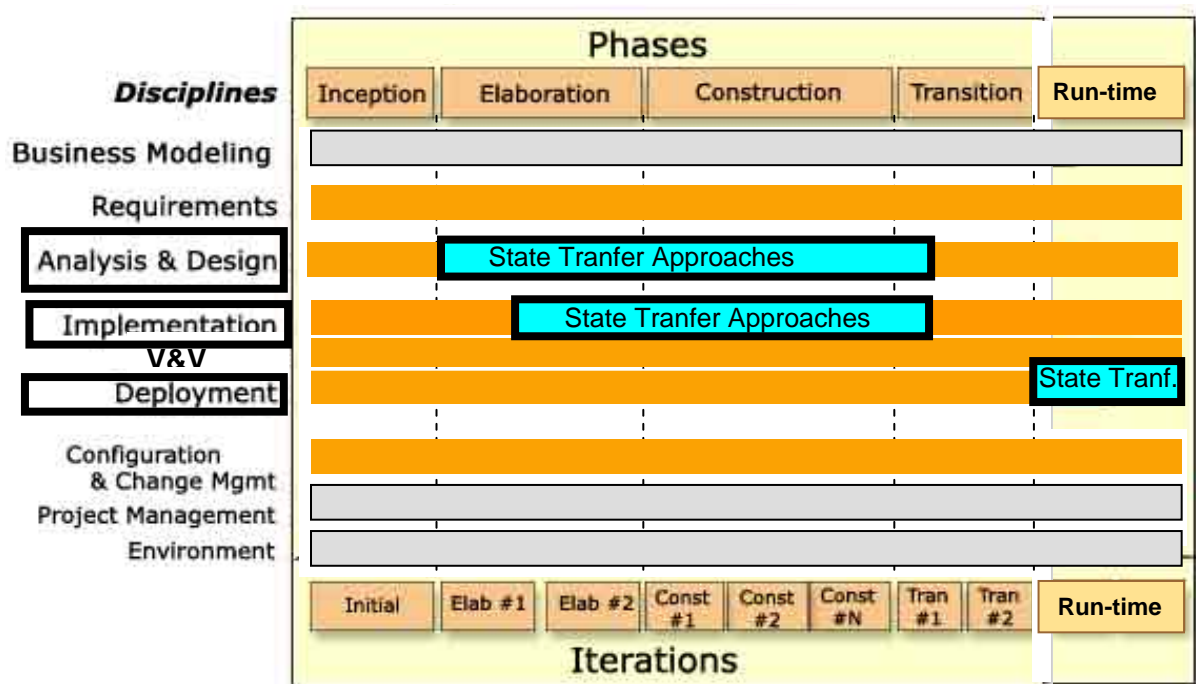 Phases
Disciplines
Inception
Elaboration
Construction
Transition
Run-time
Business Modeling
Requirements
Analysis & Design
State Tranfer Approaches
Implementation
State Tranfer Approaches
V&V
Deployment
State Tranf.
Configuration
& Change Mgmt
Project Management
Environment
Initial
Elab #1
Elab #2
Const
#1
Const
#2
Const
#N
Tran
#1
Tran
#2
Run-time
Iterations